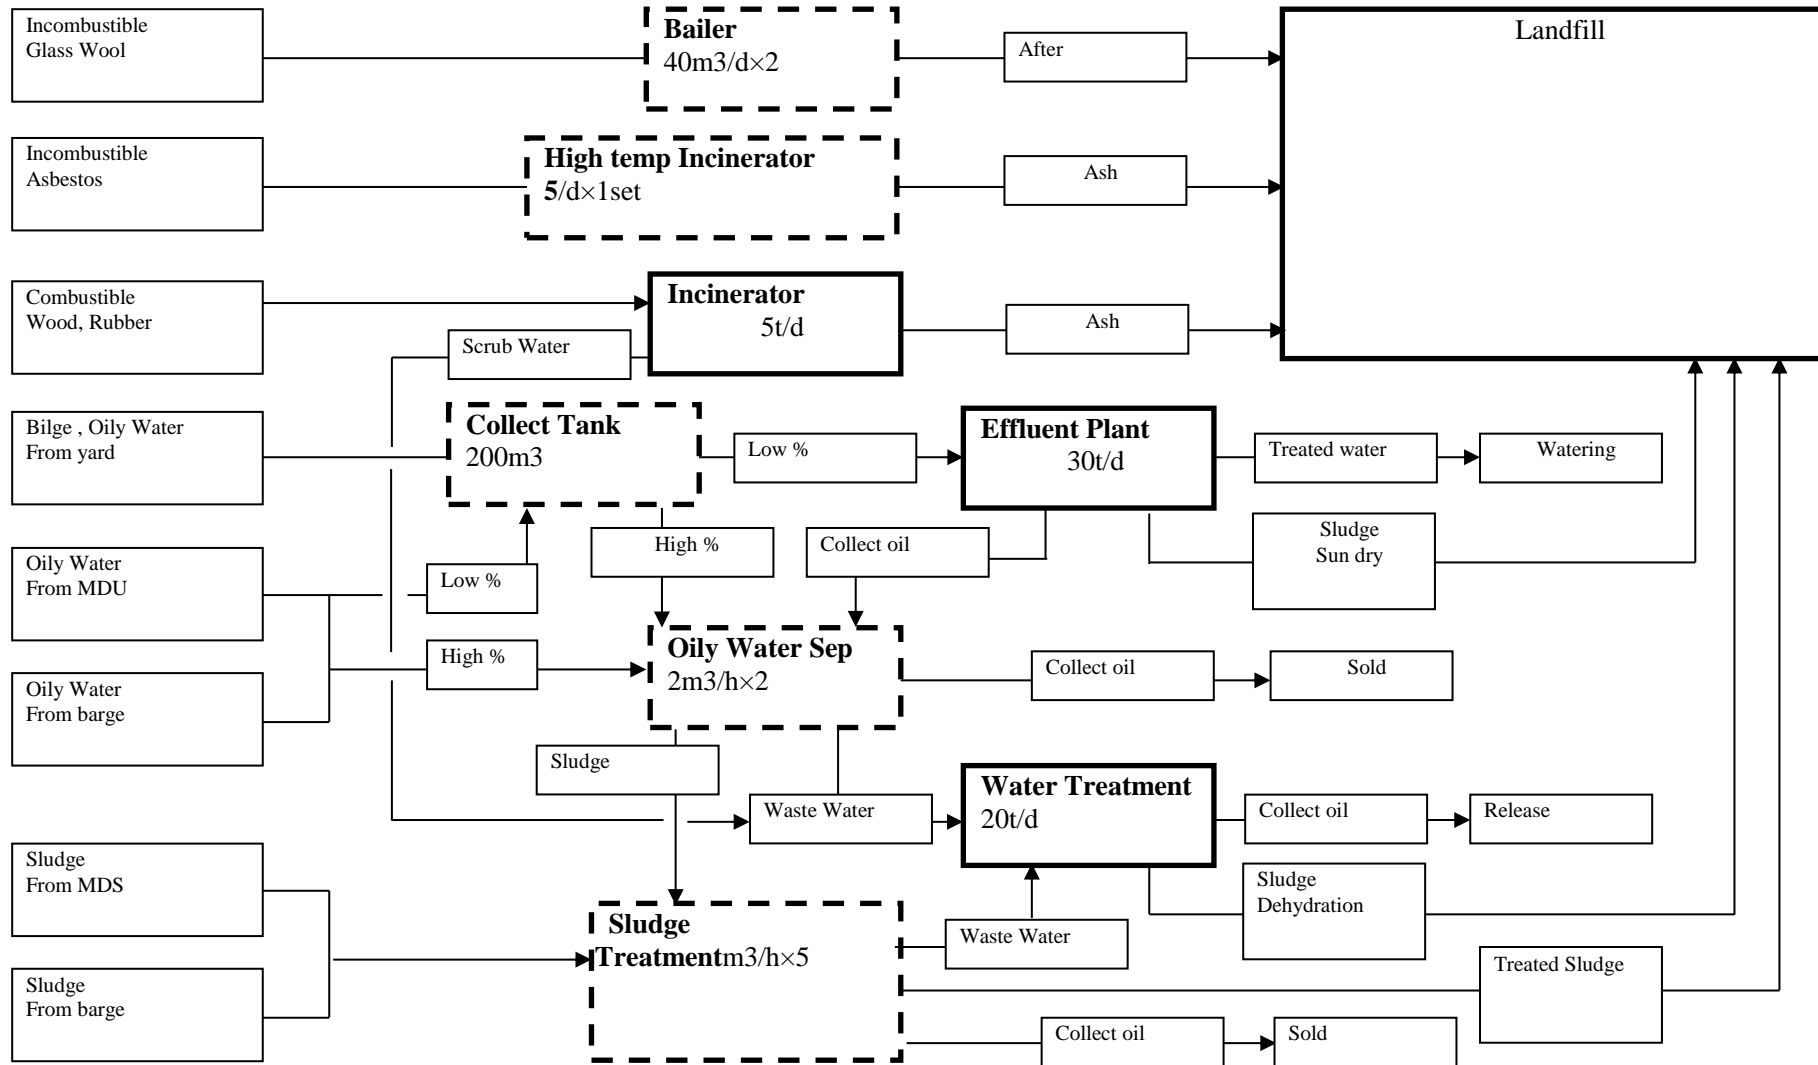 Incombustible
Glass Wool
Bailer
40m3/d×2
After
Landfill
Incombustible
Asbestos
High temp Incinerator
5/d×1set
Ash
Combustible
Wood, Rubber
Incinerator
5t/d
Ash
Scrub Water
Bilge , Oily Water
From yard
Collect Tank
200m3
Low %
Effluent Plant
30t/d
Treated water
Watering
High %
Collect oil
Sludge
Sun dry
Oily Water
From MDU
Low %
High %
Oily Water Sep
2m3/h×2
Collect oil
Sold
Oily Water
From barge
Sludge
Waste Water
Water Treatment
20t/d
Collect oil
Release
Sludge
From MDS
Sludge
Dehydration
Sludge
Treatmentm3/h×5
Waste Water
Treated Sludge
Sludge
From barge
Collect oil
Sold